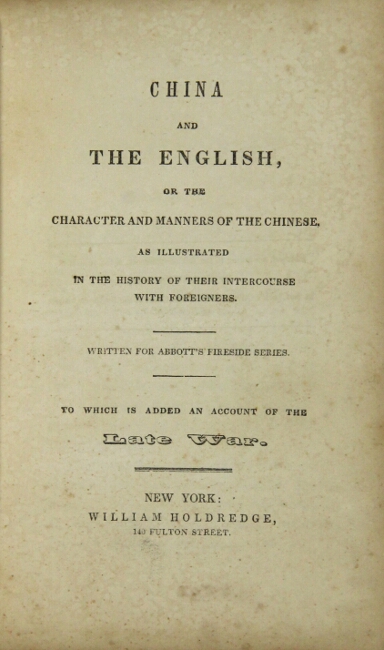 CHINA
AND
THE ENGLISH,
OR THE
CHARACTER AND MANNERS OF THE CHINESE,
AS ILLUSTRATED
IN THE HISTORY OF THEIR INTERCOURSE
WITH FOREIGNERS.
WRITTEN FOR ABBOTT'S FIRESIDE SERIES.
TO WHICH IS ADDED AN ACCOUNT OF THE
Late War.
NEW YORK:
WILLIAM HOLDREDGE,
140 FULTON STREET.